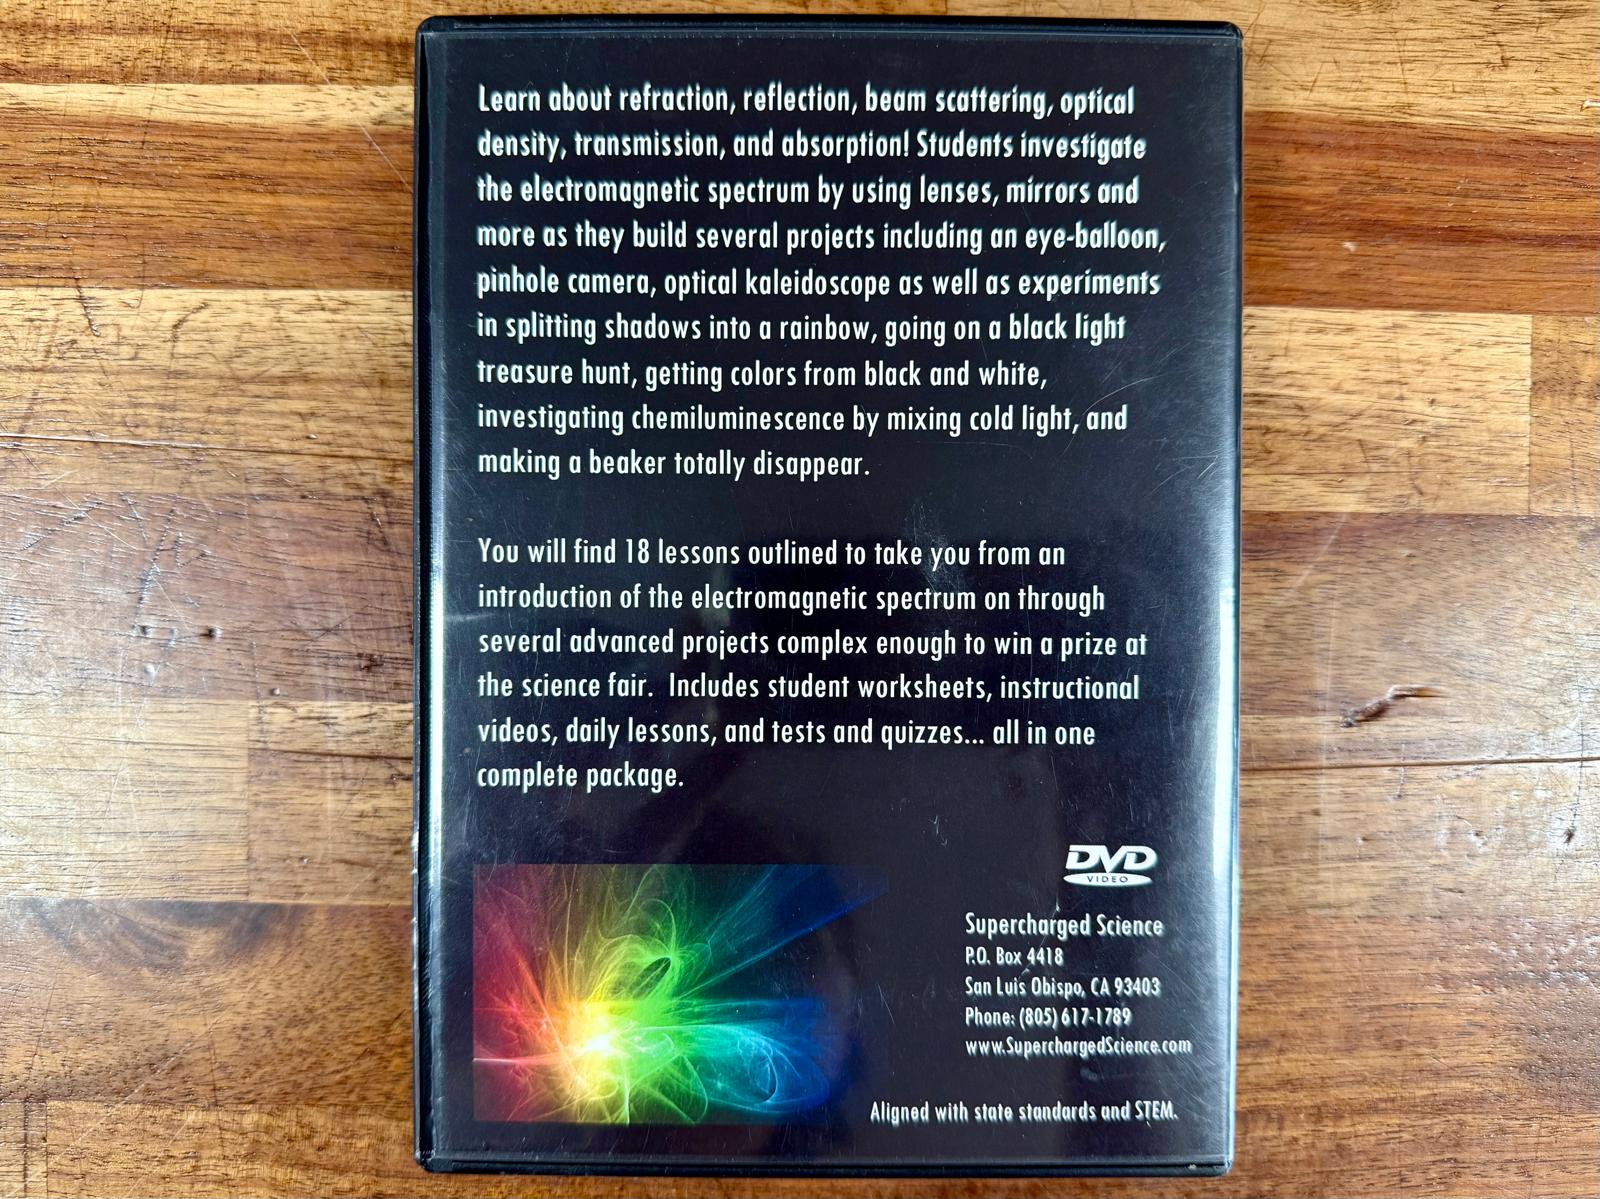 Learn about refraction, reflection, beam scattering, optical
density, transmission, and absorption! Students investigate
the electromagnetic spectrum by using lenses, mirrors and
more as they build several projects including an eye-balloon,
pinhole camera, optical kaleidoscope as well as experiments
in splitting shadows into a rainbow, going on a black light
treasure hunt, getting colors from black and white,
investigating chemiluminescence by mixing cold light, and
making a beaker totally disappear.
You will find 18 lessons outlined to take you from an
introduction of the electromagnetic spectrum on through
several advanced projects complex enough to win a prize at
the science fair.  Includes student worksheets, instructional
videos, daily lessons, and tests and quizzes... all in one
complete package.
DVD
VIDEO
Supercharged Science
P.O. Box 4418
San Luis Obispo, CA 93403
Phone: (805) 617-1789
www.SuperchargedScience.com
Aligned with state standards and STEM.